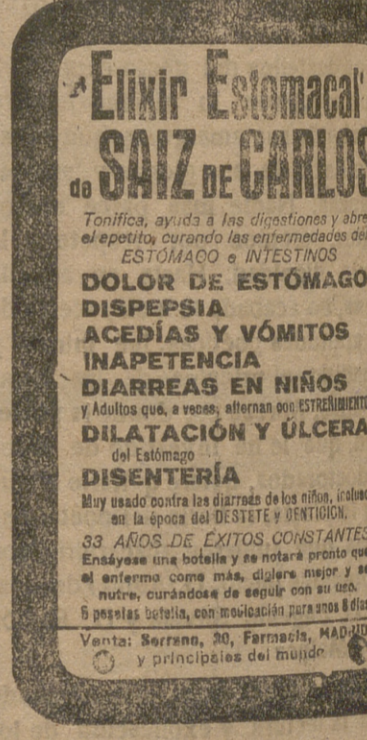 Elixir Estomacal
de SAIZ DE CARLOS
Tonifica, ayuda a las digestiones y abre
el apetito, curando las enfermedades del
ESTÓMAGO e INTESTINOS
DOLOR DE ESTÓMAGO
DISPEPSIA
ACEDÍAS Y VÓMITOS
INAPETENCIA
DIARREAS EN NIÑOS
y Adultos que, a veces, alternan con ESTREÑIMIENTO
DILATACIÓN Y ÚLCERA
del Estómago
DISENTERÍA
Muy usado contra las diarreas de los niños, incluso
en la época del DESTETE y DENTICION.
33 AÑOS DE ÉXITOS CONSTANTES
Ensáyese una botella y se notará pronto que
el enfermo come más, digiere mejor y se
nutre, curándose de seguir con su uso.
6 pesetas botella, con medicación para unos 8 días
Venta: Serrano, 30, Farmacia, MADRID
y principales del mundo